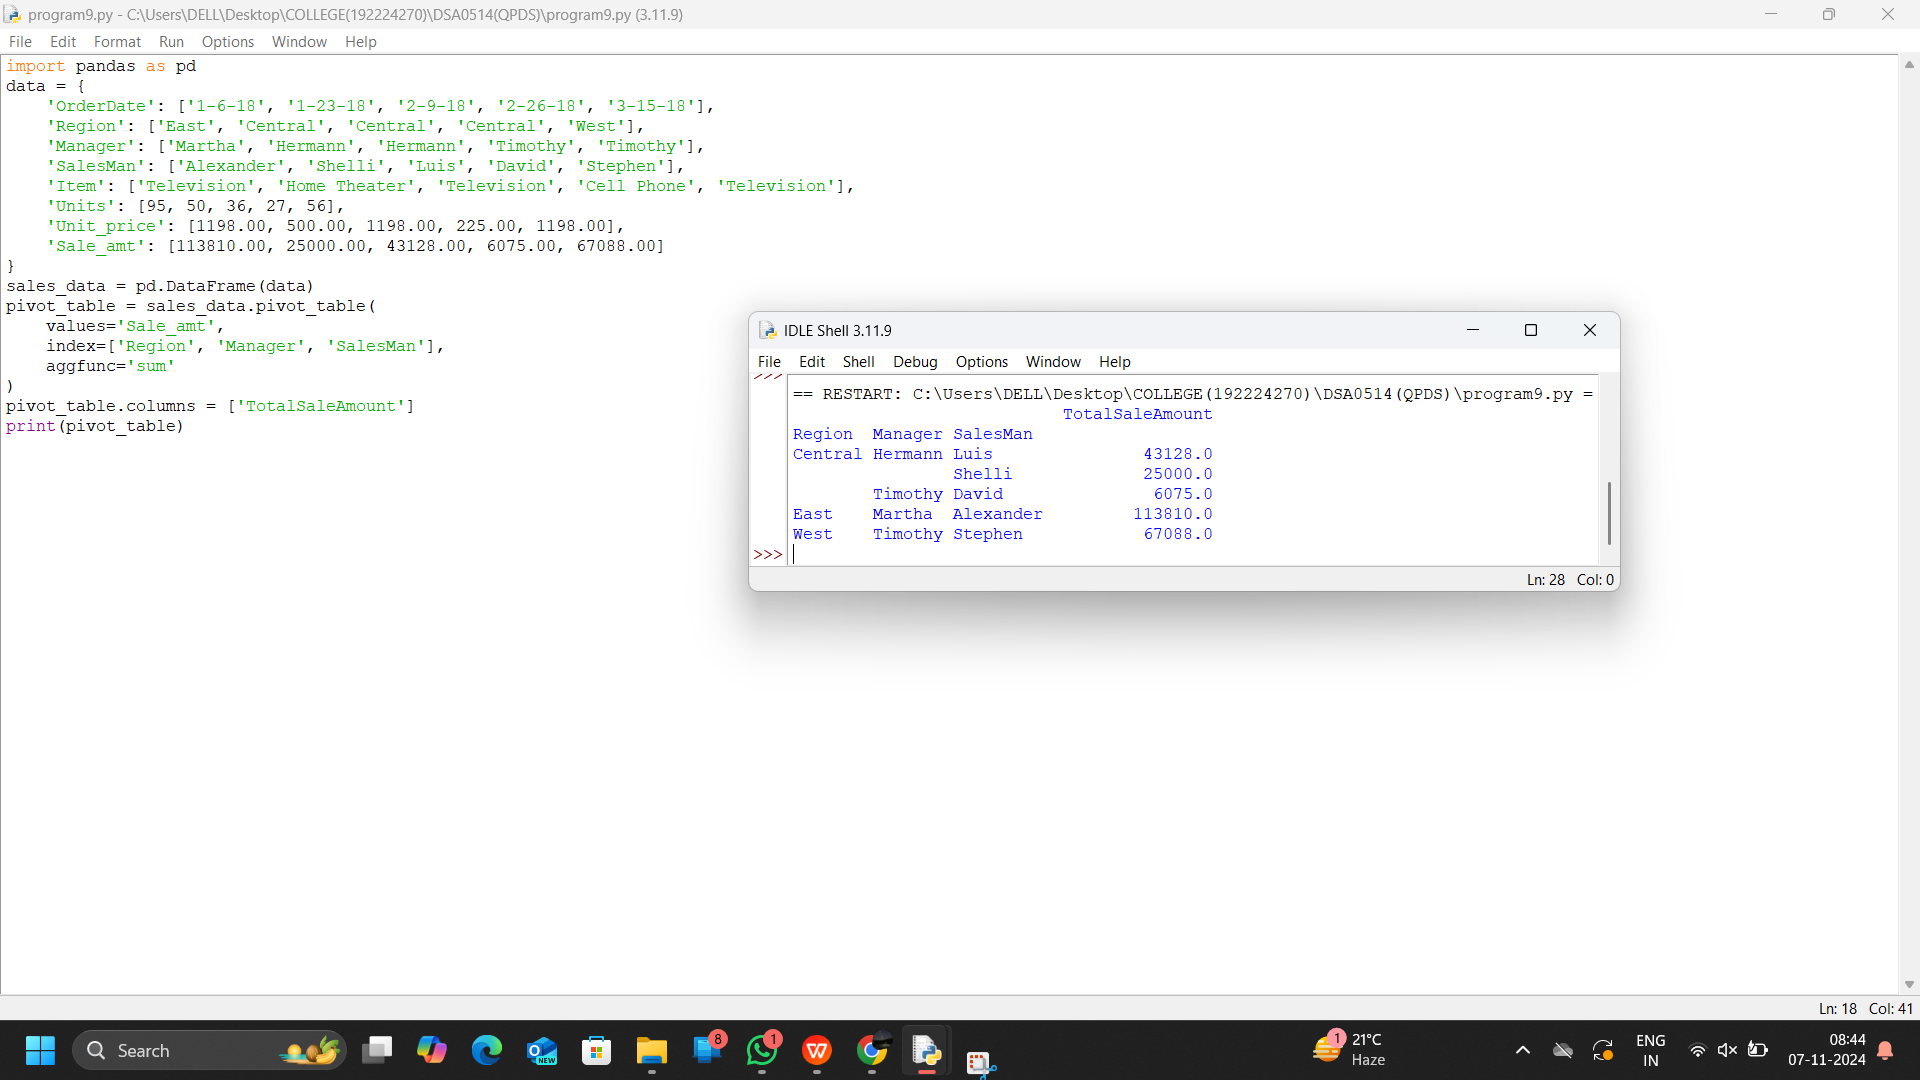 program9.py - C:\Users\DELL\Desktop\COLLEGE(192224270)\DSA0514(QPDS)\program9.py (3.11.9)
File Edit Format Run Options Window Help
import pandas as pd
data = {
    'OrderDate': ['1-6-18', '1-23-18', '2-9-18', '2-26-18', '3-15-18'],
    'Region': ['East', 'Central', 'Central', 'Central', 'West'],
    'Manager': ['Martha', 'Hermann', 'Hermann', 'Timothy', 'Timothy'],
    'SalesMan': ['Alexander', 'Shelli', 'Luis', 'David', 'Stephen'],
    'Item': ['Television', 'Home Theater', 'Television', 'Cell Phone', 'Television'],
    'Units': [95, 50, 36, 27, 56],
    'Unit_price': [1198.00, 500.00, 1198.00, 225.00, 1198.00],
    'Sale_amt': [113810.00, 25000.00, 43128.00, 6075.00, 67088.00]
}
sales_data = pd.DataFrame(data)
pivot_table = sales_data.pivot_table(
    values='Sale_amt',
    index=['Region', 'Manager', 'SalesMan'],
    aggfunc='sum'
)
pivot_table.columns = ['TotalSaleAmount']
print(pivot_table)
IDLE Shell 3.11.9
File Edit Shell Debug Options Window Help
>>>
== RESTART: C:\Users\DELL\Desktop\COLLEGE(192224270)\DSA0514(QPDS)\program9.py =
                           TotalSaleAmount
Region  Manager SalesMan
Central Hermann Luis               43128.0
                Shelli             25000.0
        Timothy David               6075.0
East    Martha  Alexander         113810.0
West    Timothy Stephen            67088.0
>>>
Ln: 28 Col: 0
Ln: 18 Col: 41
Search
NEW
8
1
W
1
21°C
Haze
ENG
IN
08:44
07-11-2024